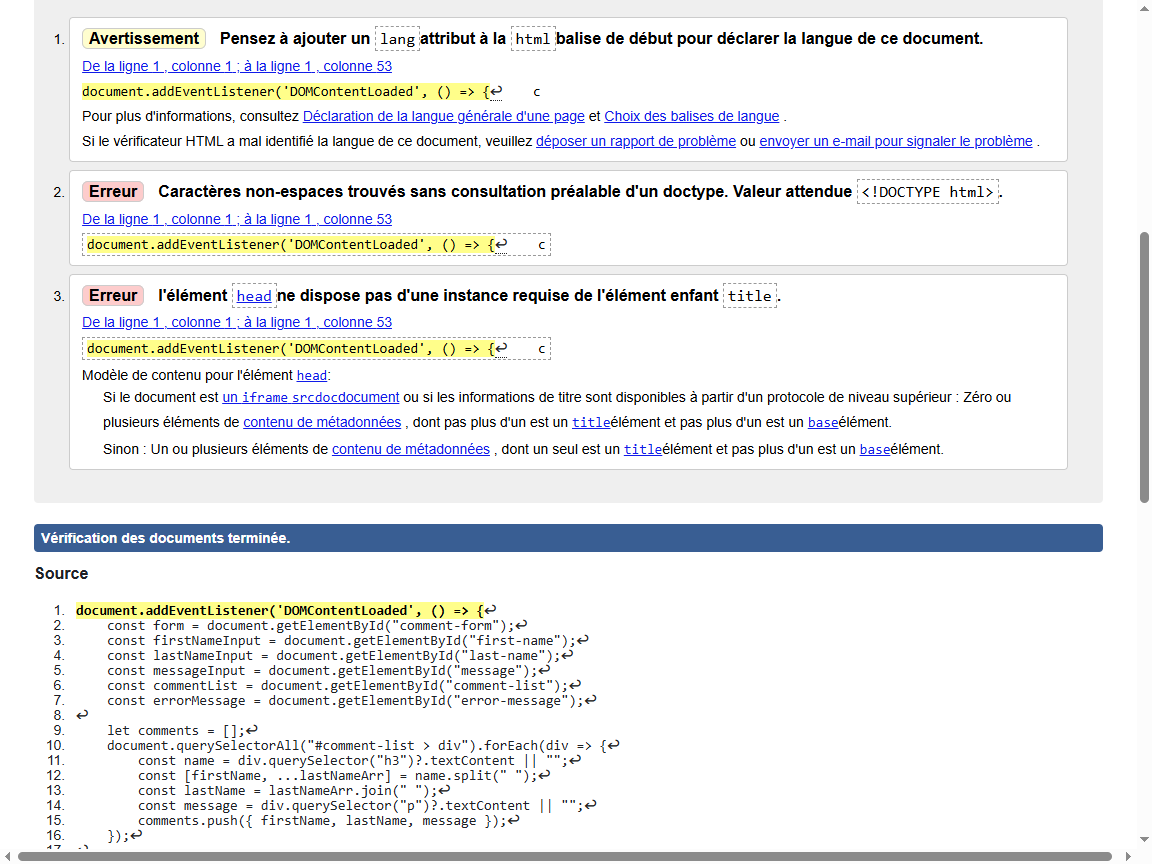 1. Avertissement Pensez à ajouter un lang attribut à la html balise de début pour déclarer la langue de ce document.
De la ligne 1 , colonne 1 ; à la ligne 1 , colonne 53
document.addEventListener('DOMContentLoaded', () => {↩    c
Pour plus d'informations, consultez Déclaration de la langue générale d'une page et Choix des balises de langue .
Si le vérificateur HTML a mal identifié la langue de ce document, veuillez déposer un rapport de problème ou envoyer un e-mail pour signaler le problème .
2. Erreur Caractères non-espaces trouvés sans consultation préalable d'un doctype. Valeur attendue <!DOCTYPE html>.
De la ligne 1 , colonne 1 ; à la ligne 1 , colonne 53
document.addEventListener('DOMContentLoaded', () => {↩    c
3. Erreur l'élément head ne dispose pas d'une instance requise de l'élément enfant title.
De la ligne 1 , colonne 1 ; à la ligne 1 , colonne 53
document.addEventListener('DOMContentLoaded', () => {↩    c
Modèle de contenu pour l'élément head:
Si le document est un iframe srcdocdocument ou si les informations de titre sont disponibles à partir d'un protocole de niveau supérieur : Zéro ou
plusieurs éléments de contenu de métadonnées , dont pas plus d'un est un titleélément et pas plus d'un est un baseélément.
Sinon : Un ou plusieurs éléments de contenu de métadonnées , dont un seul est un titleélément et pas plus d'un est un baseélément.
Vérification des documents terminée.
Source
1. document.addEventListener('DOMContentLoaded', () => {↩
2.     const form = document.getElementById("comment-form");↩
3.     const firstNameInput = document.getElementById("first-name");↩
4.     const lastNameInput = document.getElementById("last-name");↩
5.     const messageInput = document.getElementById("message");↩
6.     const commentList = document.getElementById("comment-list");↩
7.     const errorMessage = document.getElementById("error-message");↩
8. ↩
9.     let comments = [];↩
10.     document.querySelectorAll("#comment-list > div").forEach(div => {↩
11.         const name = div.querySelector("h3")?.textContent || "";↩
12.         const [firstName, ...lastNameArr] = name.split(" ");↩
13.         const lastName = lastNameArr.join(" ");↩
14.         const message = div.querySelector("p")?.textContent || "";↩
15.         comments.push({ firstName, lastName, message });↩
16.     });↩
17. ↩